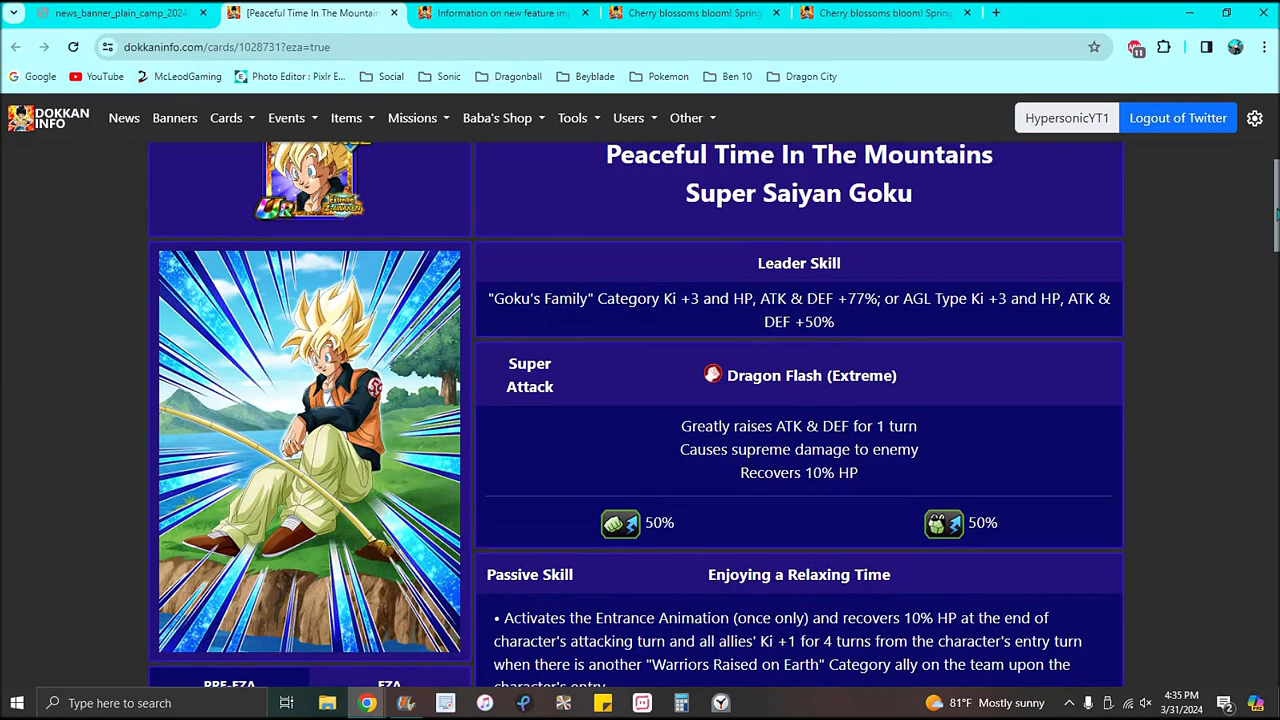 news_banner_plain_camp_2024
[Peaceful Time In The Mountain
Information on new feature im
Cherry blossoms bloom! Spring
Cherry blossoms bloom! Spring
dokkaninfo.com/cards/1028731?eza=true
11
Google
YouTube
McLeodGaming
Photo Editor : Pixlr E...
Social
Sonic
Dragonball
Beyblade
Pokemon
Ben 10
Dragon City
DOKKAN
INFO
News
Banners
Cards
Events
Items
Missions
Baba's Shop
Tools
Users
Other
HypersonicYT1
Logout of Twitter
UR
Extreme
Z-AWAKEN
Peaceful Time In The Mountains
Super Saiyan Goku
Leader Skill
"Goku's Family" Category Ki +3 and HP, ATK & DEF +77%; or AGL Type Ki +3 and HP, ATK &
DEF +50%
Super
Attack
Dragon Flash (Extreme)
Greatly raises ATK & DEF for 1 turn
Causes supreme damage to enemy
Recovers 10% HP
50%
50%
Passive Skill
Enjoying a Relaxing Time
• Activates the Entrance Animation (once only) and recovers 10% HP at the end of
character's attacking turn and all allies' Ki +1 for 4 turns from the character's entry turn
when there is another "Warriors Raised on Earth" Category ally on the team upon the
character's entry
PRE-EZA
EZA
Type here to search
81°F Mostly sunny
4:35 PM
3/31/2024
2